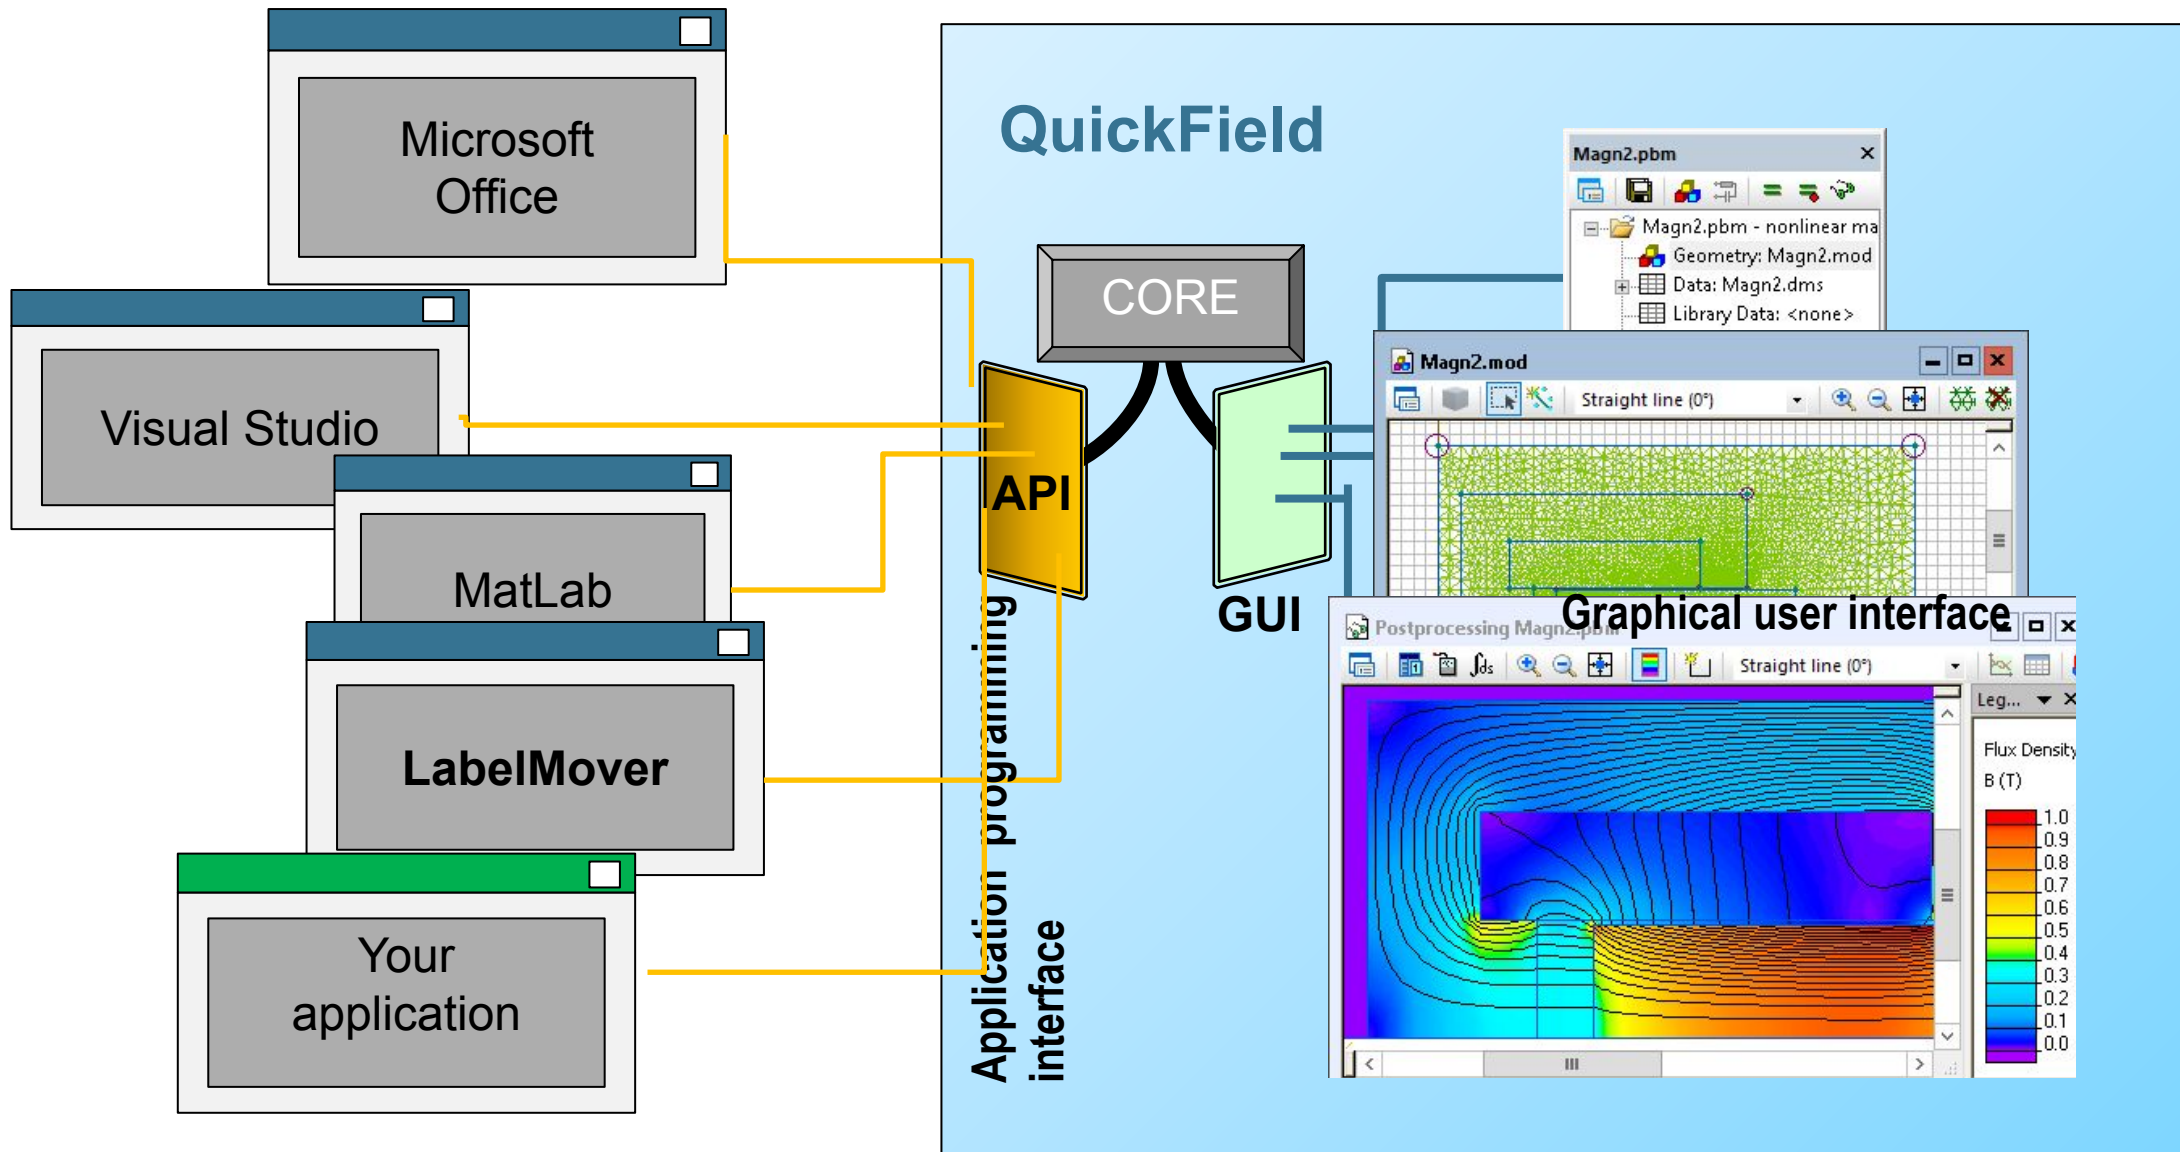 Microsoft
Office
Visual Studio
MatLab
LabelMover
Your
application
QuickField
CORE
API
GUI
Application programming
interface
Magn2.pbm
Magn2.pbm - nonlinear ma
Geometry: Magn2.mod
Data: Magn2.dms
Library Data: <none>
Magn2.mod
Straight line (0°)
Graphical user interface
Postprocessing Magn2.pbm
Straight line (0°)
Leg...
Flux Density
B (T)
1.0
0.9
0.8
0.7
0.6
0.5
0.4
0.3
0.2
0.1
0.0